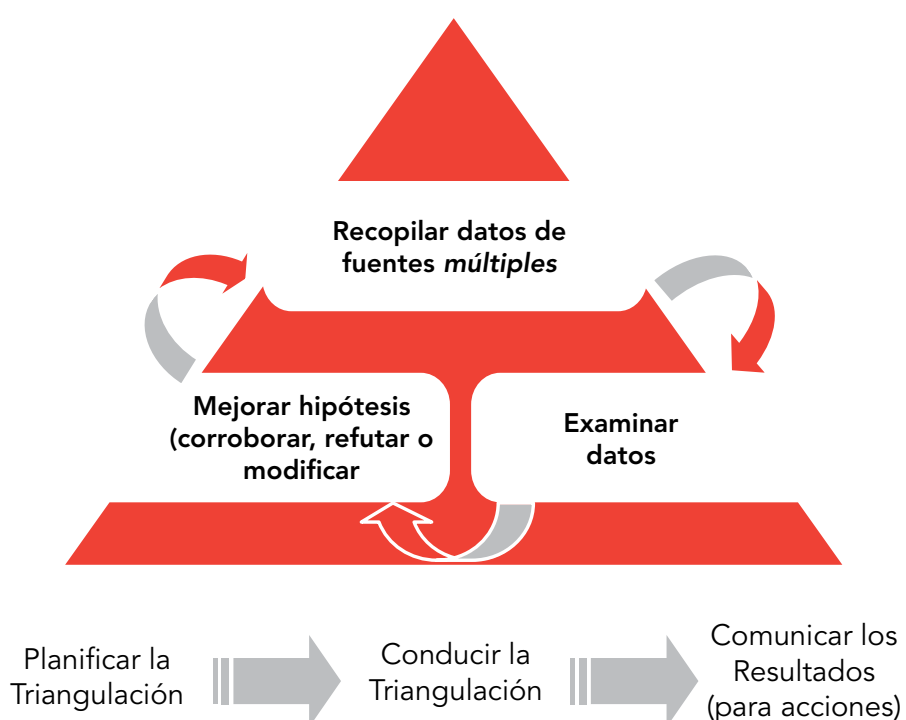 Recopilar datos de
fuentes múltiples
Mejorar hipótesis
(corroborar, refutar o
modificar
Examinar
datos
Planificar la
Triangulación
Conducir la
Triangulación
Comunicar los
Resultados
(para acciones)